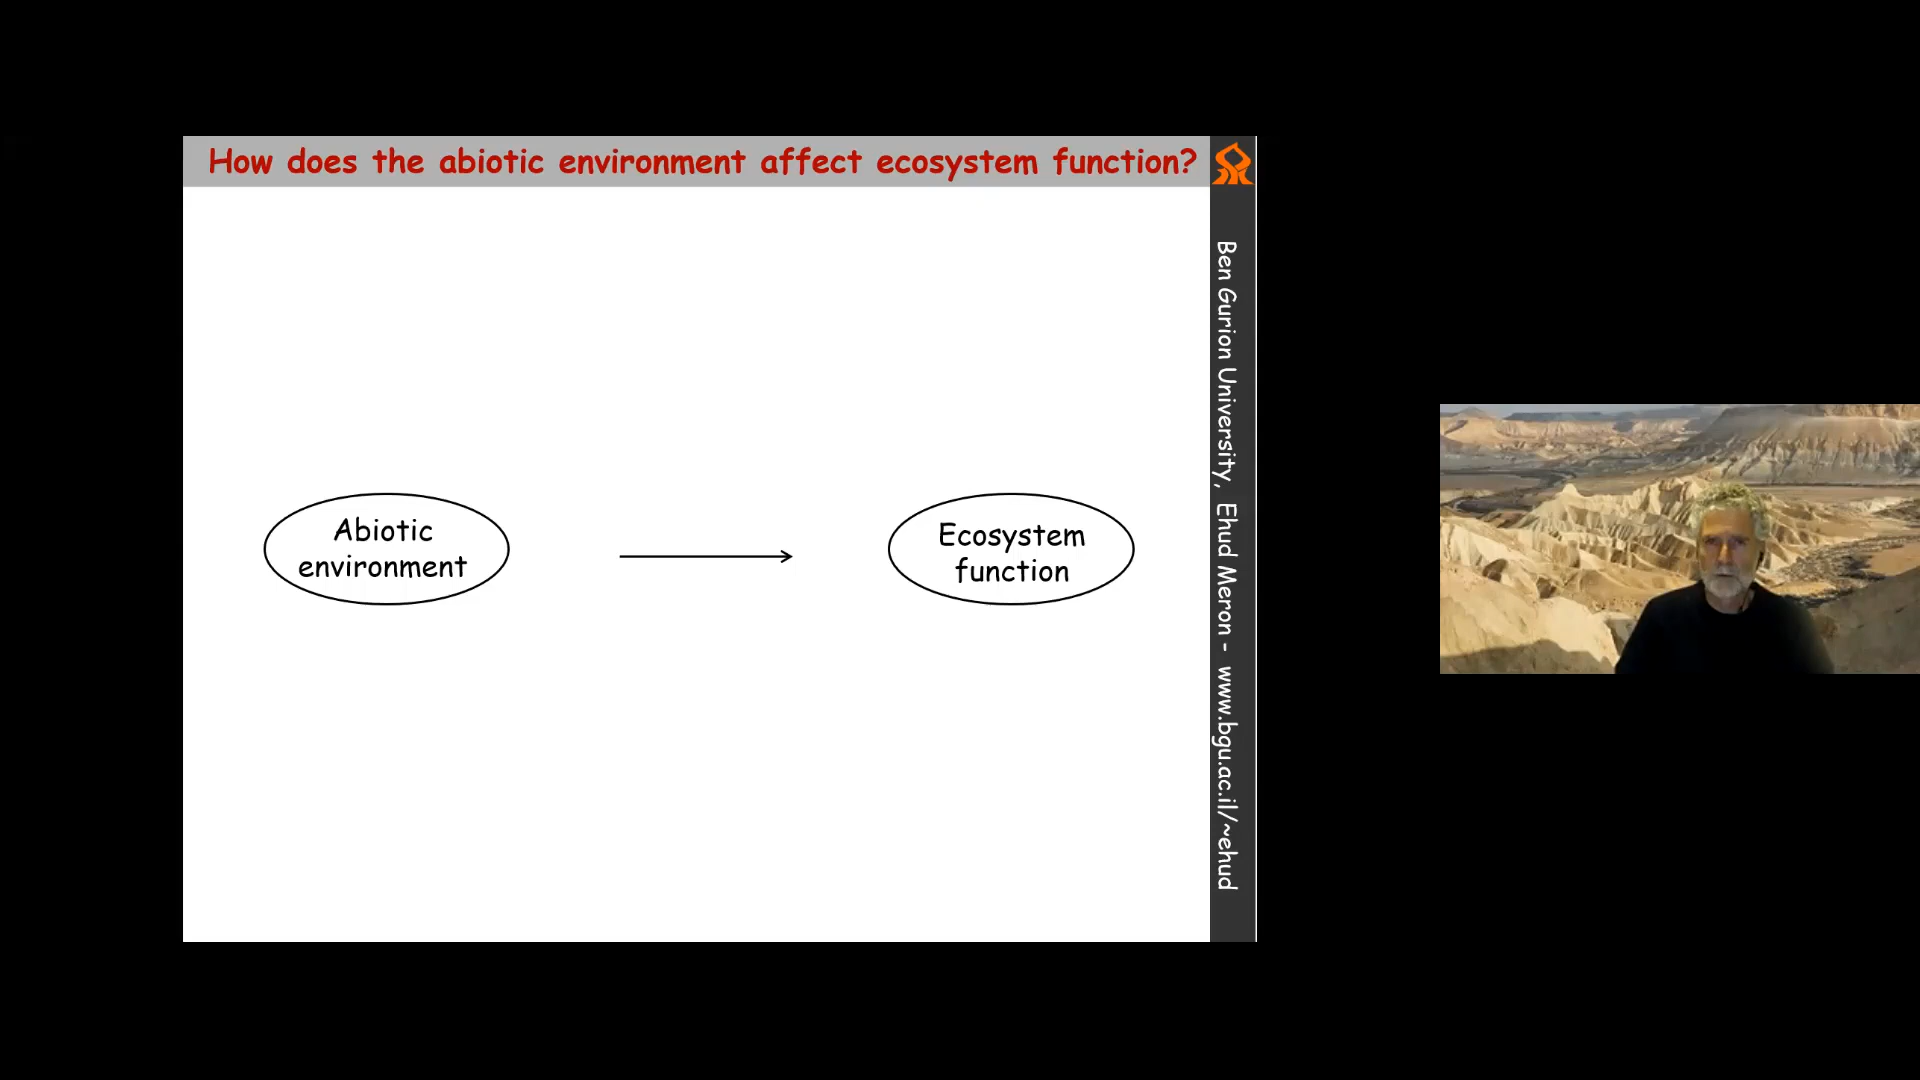 How does the abiotic environment affect ecosystem function?
Abiotic
environment
Ecosystem
function
Ben Gurion University, Ehud Meron - www.bgu.ac.il/~ehud